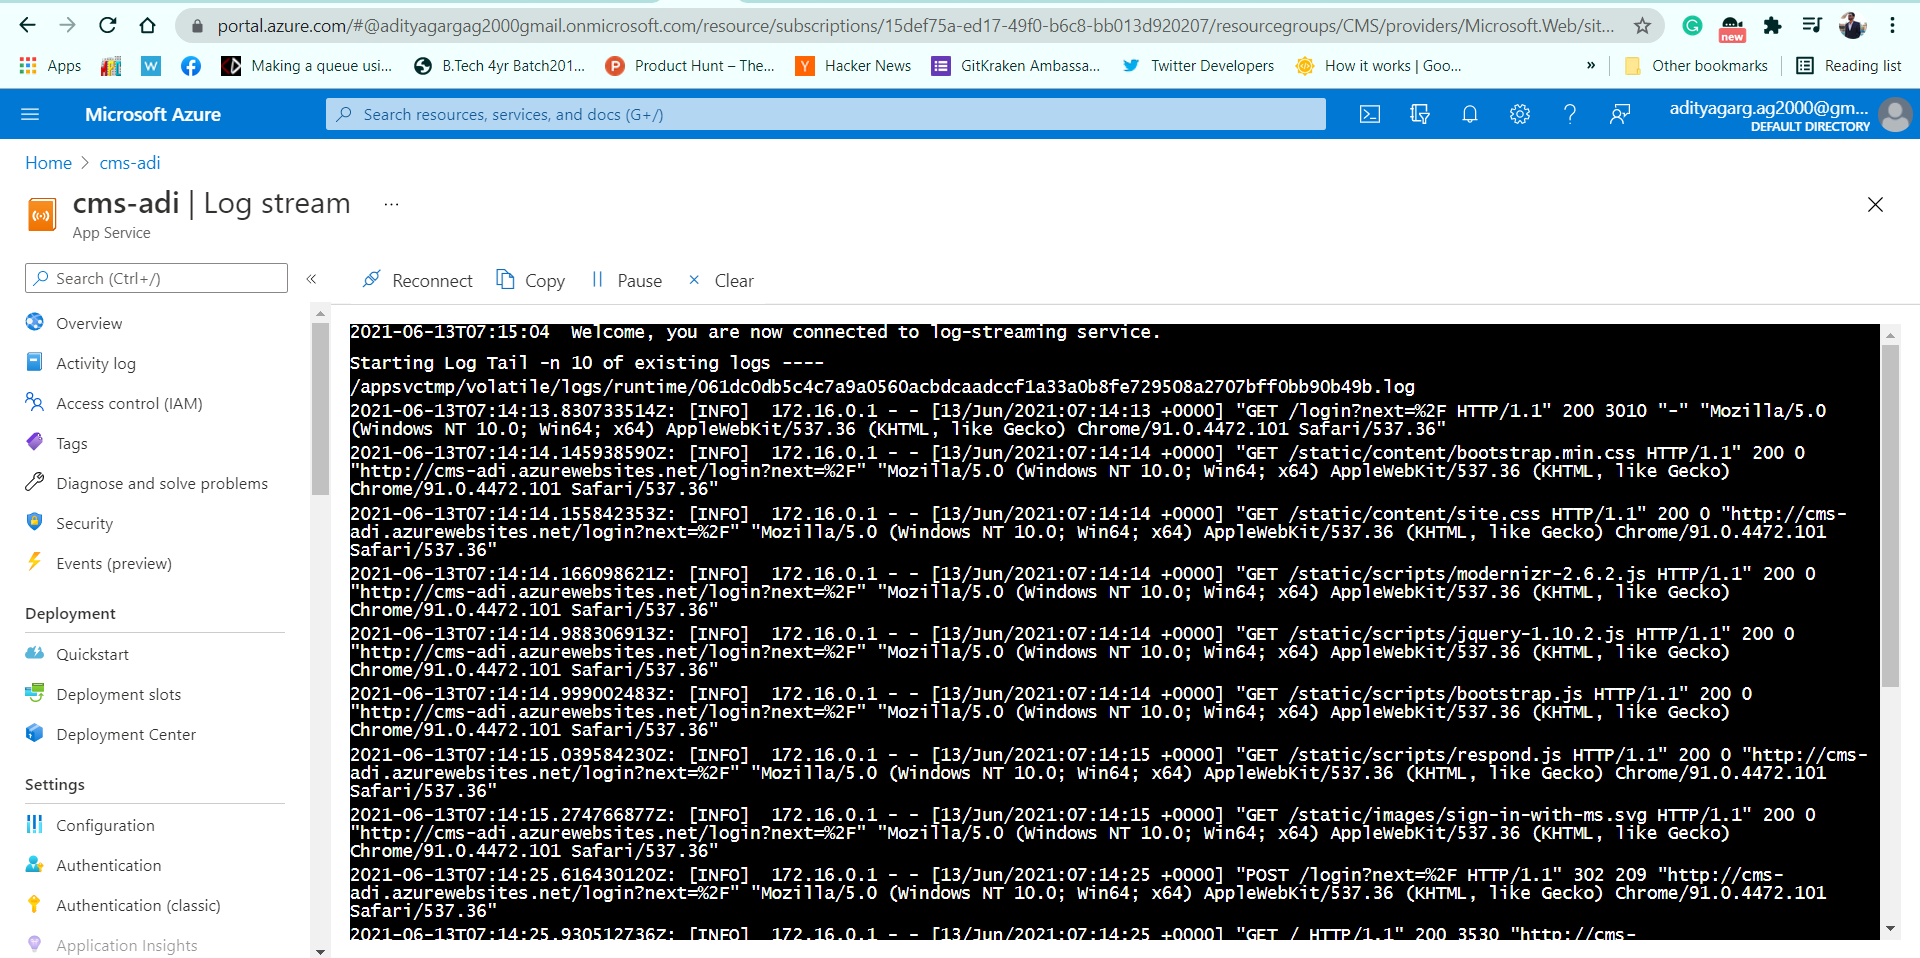 portal.azure.com/#@adityagargag2000gmail.onmicrosoft.com/resource/subscriptions/15def75a-ed17-49f0-b6c8-bb013d920207/resourcegroups/CMS/providers/Microsoft.Web/sit...
new
Apps
Making a queue usi...
B.Tech 4yr Batch201...
Product Hunt – The...
Hacker News
GitKraken Ambassa...
Twitter Developers
How it works | Goo...
»
Other bookmarks
Reading list
Microsoft Azure
Search resources, services, and docs (G+/)
adityagarg.ag2000@gm...
DEFAULT DIRECTORY
Home > cms-adi
cms-adi | Log stream ...
App Service
Search (Ctrl+/)
«
Reconnect
Copy
Pause
Clear
Overview
Activity log
Access control (IAM)
Tags
Diagnose and solve problems
Security
Events (preview)
Deployment
Quickstart
Deployment slots
Deployment Center
Settings
Configuration
Authentication
Authentication (classic)
Application Insights
2021-06-13T07:15:04  Welcome, you are now connected to log-streaming service.
Starting Log Tail -n 10 of existing logs ----
/appsvctmp/volatile/logs/runtime/061dc0db5c4c7a9a0560acbdcaadccf1a33a0b8fe729508a2707bff0bb90b49b.log
2021-06-13T07:14:13.830733514Z: [INFO]  172.16.0.1 - - [13/Jun/2021:07:14:13 +0000] "GET /login?next=%2F HTTP/1.1" 200 3010 "-" "Mozilla/5.0
(Windows NT 10.0; Win64; x64) AppleWebKit/537.36 (KHTML, like Gecko) Chrome/91.0.4472.101 Safari/537.36"
2021-06-13T07:14:14.145938590Z: [INFO]  172.16.0.1 - - [13/Jun/2021:07:14:14 +0000] "GET /static/content/bootstrap.min.css HTTP/1.1" 200 0
"http://cms-adi.azurewebsites.net/login?next=%2F" "Mozilla/5.0 (Windows NT 10.0; Win64; x64) AppleWebKit/537.36 (KHTML, like Gecko)
Chrome/91.0.4472.101 Safari/537.36"
2021-06-13T07:14:14.155842353Z: [INFO]  172.16.0.1 - - [13/Jun/2021:07:14:14 +0000] "GET /static/content/site.css HTTP/1.1" 200 0 "http://cms-
adi.azurewebsites.net/login?next=%2F" "Mozilla/5.0 (Windows NT 10.0; Win64; x64) AppleWebKit/537.36 (KHTML, like Gecko) Chrome/91.0.4472.101
Safari/537.36"
2021-06-13T07:14:14.166098621Z: [INFO]  172.16.0.1 - - [13/Jun/2021:07:14:14 +0000] "GET /static/scripts/modernizr-2.6.2.js HTTP/1.1" 200 0
"http://cms-adi.azurewebsites.net/login?next=%2F" "Mozilla/5.0 (Windows NT 10.0; Win64; x64) AppleWebKit/537.36 (KHTML, like Gecko)
Chrome/91.0.4472.101 Safari/537.36"
2021-06-13T07:14:14.988306913Z: [INFO]  172.16.0.1 - - [13/Jun/2021:07:14:14 +0000] "GET /static/scripts/jquery-1.10.2.js HTTP/1.1" 200 0
"http://cms-adi.azurewebsites.net/login?next=%2F" "Mozilla/5.0 (Windows NT 10.0; Win64; x64) AppleWebKit/537.36 (KHTML, like Gecko)
Chrome/91.0.4472.101 Safari/537.36"
2021-06-13T07:14:14.999002483Z: [INFO]  172.16.0.1 - - [13/Jun/2021:07:14:14 +0000] "GET /static/scripts/bootstrap.js HTTP/1.1" 200 0
"http://cms-adi.azurewebsites.net/login?next=%2F" "Mozilla/5.0 (Windows NT 10.0; Win64; x64) AppleWebKit/537.36 (KHTML, like Gecko)
Chrome/91.0.4472.101 Safari/537.36"
2021-06-13T07:14:15.039584230Z: [INFO]  172.16.0.1 - - [13/Jun/2021:07:14:15 +0000] "GET /static/scripts/respond.js HTTP/1.1" 200 0 "http://cms-
adi.azurewebsites.net/login?next=%2F" "Mozilla/5.0 (Windows NT 10.0; Win64; x64) AppleWebKit/537.36 (KHTML, like Gecko) Chrome/91.0.4472.101
Safari/537.36"
2021-06-13T07:14:15.274766877Z: [INFO]  172.16.0.1 - - [13/Jun/2021:07:14:15 +0000] "GET /static/images/sign-in-with-ms.svg HTTP/1.1" 200 0
"http://cms-adi.azurewebsites.net/login?next=%2F" "Mozilla/5.0 (Windows NT 10.0; Win64; x64) AppleWebKit/537.36 (KHTML, like Gecko)
Chrome/91.0.4472.101 Safari/537.36"
2021-06-13T07:14:25.616430120Z: [INFO]  172.16.0.1 - - [13/Jun/2021:07:14:25 +0000] "POST /login?next=%2F HTTP/1.1" 302 209 "http://cms-
adi.azurewebsites.net/login?next=%2F" "Mozilla/5.0 (Windows NT 10.0; Win64; x64) AppleWebKit/537.36 (KHTML, like Gecko) Chrome/91.0.4472.101
Safari/537.36"
2021-06-13T07:14:25.930512736Z: [INFO]  172.16.0.1 - - [13/Jun/2021:07:14:25 +0000] "GET / HTTP/1.1" 200 3530 "http://cms-